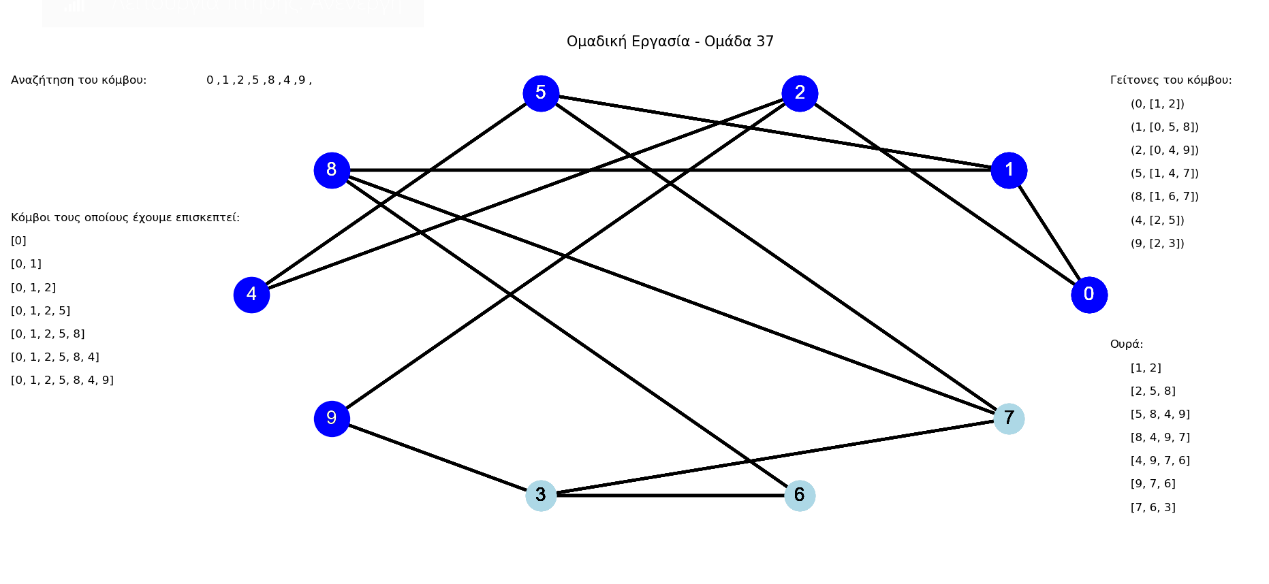 Ομαδική Εργασία - Ομάδα 37
Αναζήτηση του κόμβου: 0 ,1 ,2 ,5 ,8 ,4 ,9 ,
Κόμβοι τους οποίους έχουμε επισκεπτεί:
[0]
[0, 1]
[0, 1, 2]
[0, 1, 2, 5]
[0, 1, 2, 5, 8]
[0, 1, 2, 5, 8, 4]
[0, 1, 2, 5, 8, 4, 9]
5
2
8
1
4
0
9
7
3
6
Γείτονες του κόμβου:
(0, [1, 2])
(1, [0, 5, 8])
(2, [0, 4, 9])
(5, [1, 4, 7])
(8, [1, 6, 7])
(4, [2, 5])
(9, [2, 3])
Ουρά:
[1, 2]
[2, 5, 8]
[5, 8, 4, 9]
[8, 4, 9, 7]
[4, 9, 7, 6]
[9, 7, 6]
[7, 6, 3]